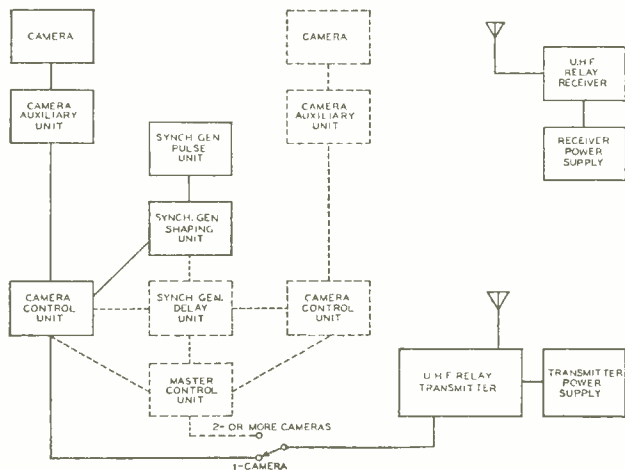 CAMERA
CAMERA
AUXILIARY
UNIT
SYNCH. GEN
PULSE
UNIT
SYNCH. GEN
SHAPING
UNIT
CAMERA
CONTROL
UNIT
SYNCH GEN.
DELAY
UNIT
MASTER
CONTROL
UNIT
CAMERA
CAMERA
AUXILIARY
UNIT
CAMERA
CONTROL
UNIT
2- OR MORE CAMERAS
1-CAMERA
U.H.F
RELAY
RECEIVER
RECEIVER
POWER
SUPPLY
U.H.F RELAY
TRANSMITTER
TRANSMITTER
POWER
SUPPLY